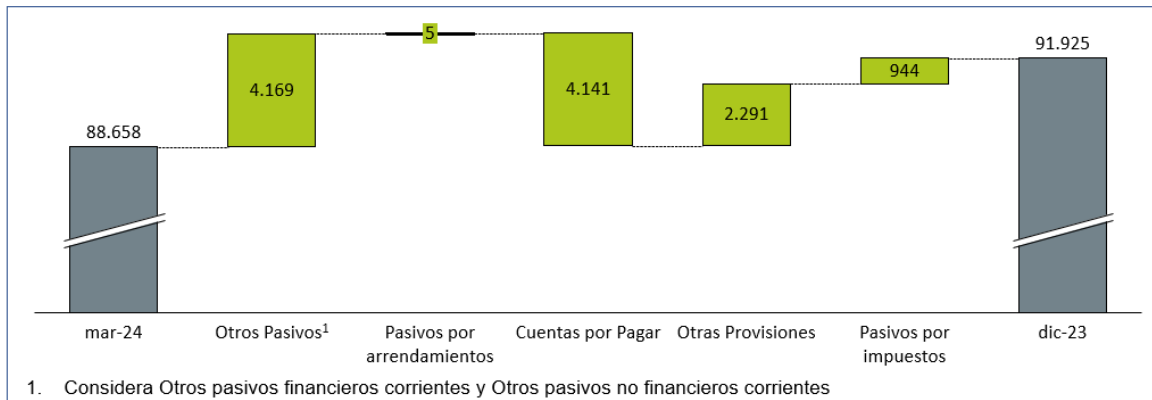 5
91.925
4.169
4.141
944
2.291
88.658
mar-24
Otros Pasivos¹
Pasivos por
arrendamientos
Cuentas por Pagar
Otras Provisiones
Pasivos por
impuestos
dic-23
1. Considera Otros pasivos financieros corrientes y Otros pasivos no financieros corrientes